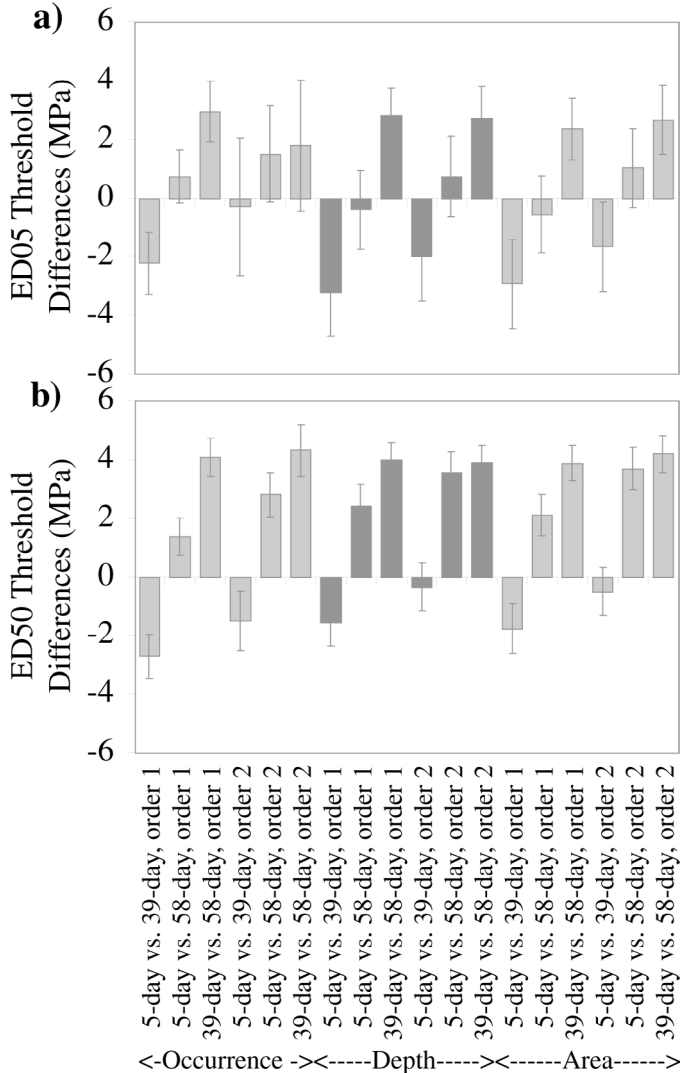 a)
ED05 Threshold
Differences (MPa)
6
4
2
0
-2
-4
-6
b)
ED50 Threshold
Differences (MPa)
6
4
2
0
-2
-4
-6
5-day vs. 39-day, order 1
5-day vs. 58-day, order 1
39-day vs. 58-day, order 1
5-day vs. 39-day, order 2
5-day vs. 58-day, order 2
39-day vs. 58-day, order 2
5-day vs. 39-day, order 1
5-day vs. 58-day, order 1
39-day vs. 58-day, order 1
5-day vs. 39-day, order 2
5-day vs. 58-day, order 2
39-day vs. 58-day, order 2
5-day vs. 39-day, order 1
5-day vs. 58-day, order 1
39-day vs. 58-day, order 1
5-day vs. 39-day, order 2
5-day vs. 58-day, order 2
39-day vs. 58-day, order 2
<-Occurrence -><-----Depth-----><------Area------>